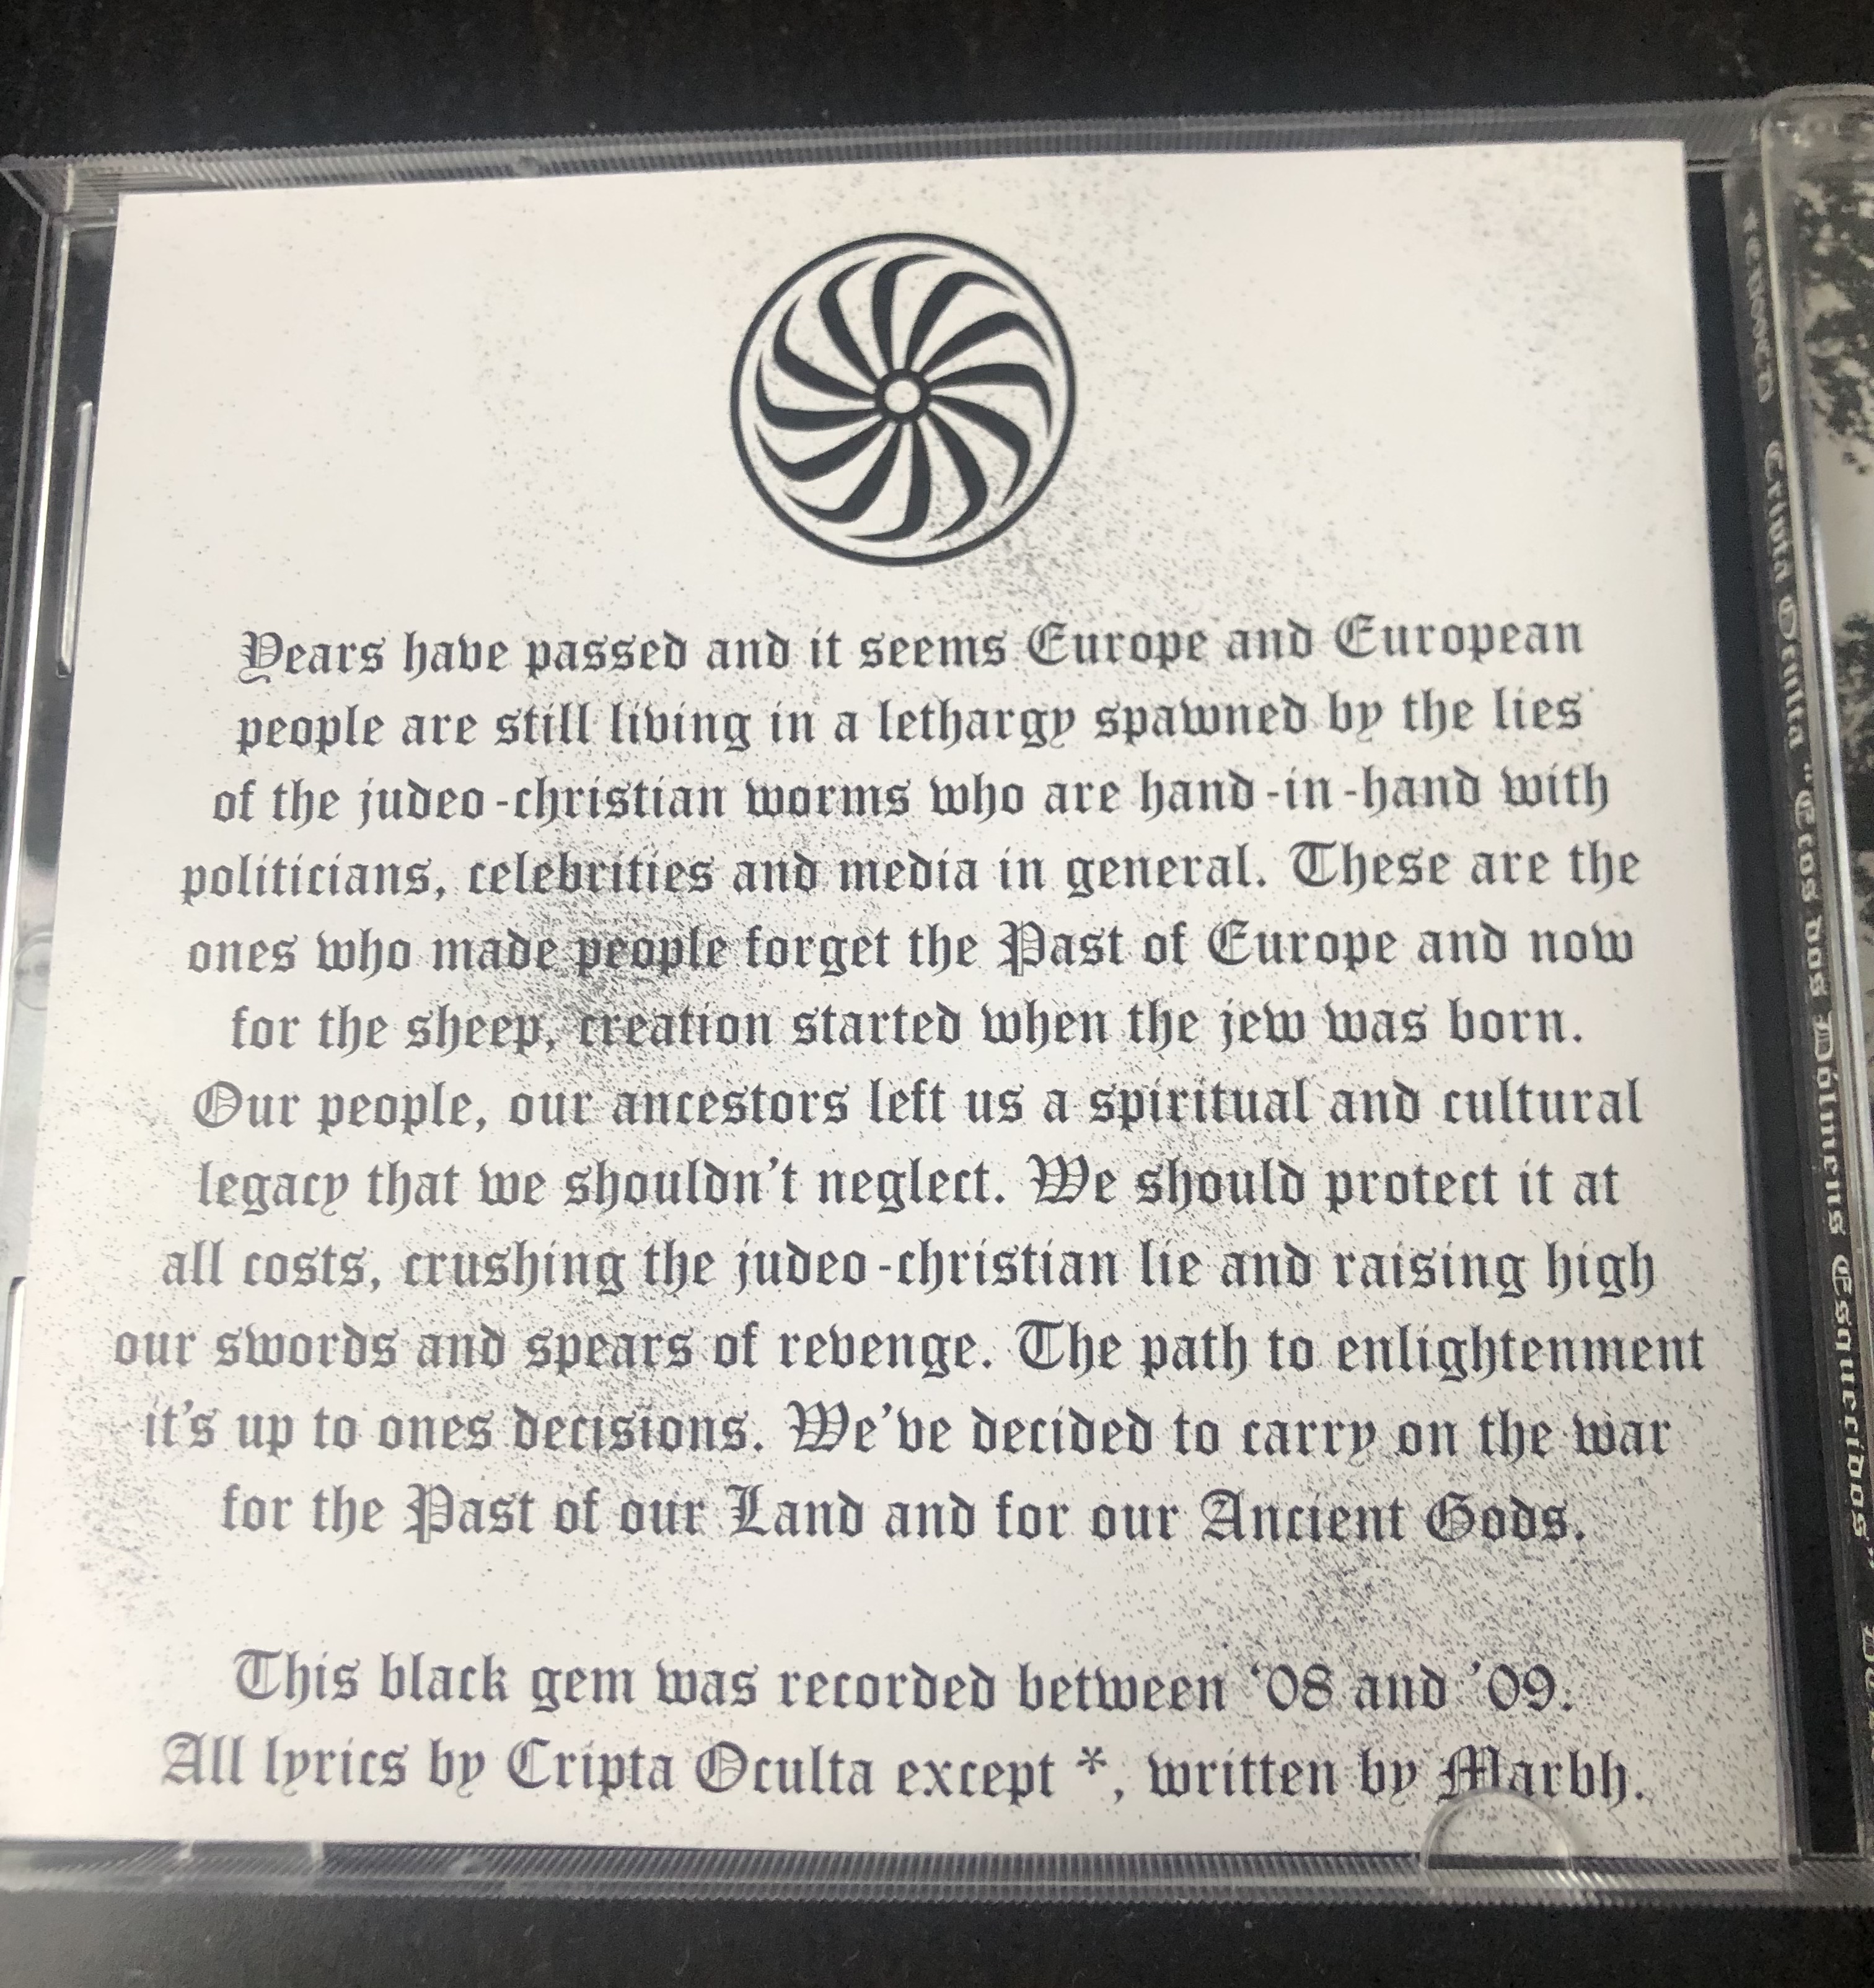 Years have passed and it seems Europe and European
people are still living in a lethargy spawned by the lies
of the judeo-christian worms who are hand-in-hand with
politicians, celebrities and media in general. These are the
ones who made people forget the Past of Europe and now
for the sheep, creation started when the jew was born.
Our people, our ancestors left us a spiritual and cultural
legacy that we shouldn't neglect. We should protect it at
all costs, crushing the judeo-christian lie and raising high
our swords and spears of revenge. The path to enlightenment
it's up to ones decisions. We've decided to carry on the war
for the Past of our Land and for our Ancient Gods.
This black gem was recorded between '08 and '09.
All lyrics by Cripta Oculta except *, written by Marbh.
Cripta Oculta "Ecos dos Dólmens Esquecidos"